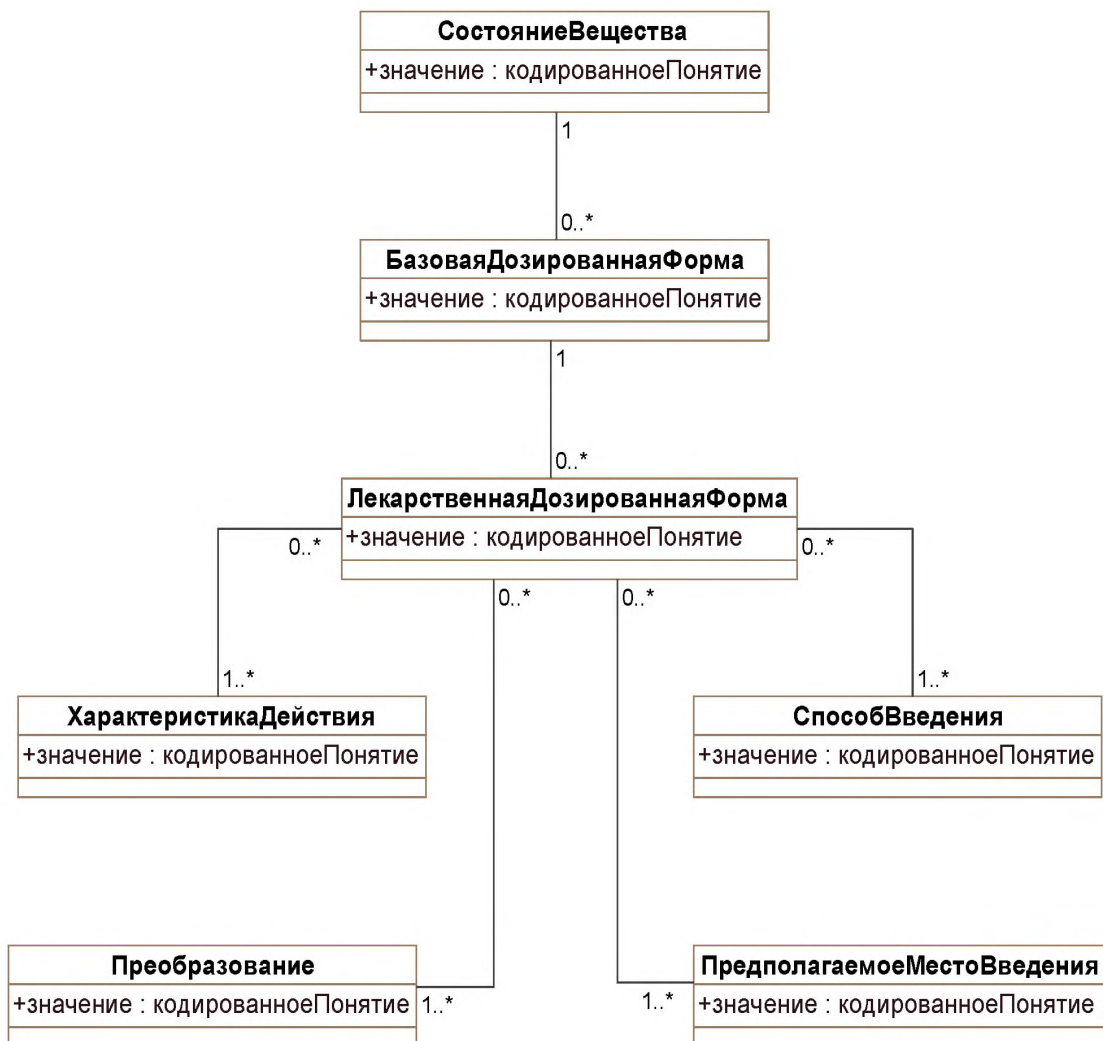 СостояниеВещества
+значение : кодированноеПонятие
1
0..*
БазоваяДозированнаяФорма
+значение : кодированноеПонятие
1
0..*
ЛекарственнаяДозированнаяФорма
+значение : кодированноеПонятие
0..*
0..*
0..*
0..*
1..*
1..*
ХарактеристикаДействия
+значение : кодированноеПонятие
СпособВведения
+значение : кодированноеПонятие
Преобразование
+значение : кодированноеПонятие
1..*
1..*
ПредполагаемоеМестоВведения
+значение : кодированноеПонятие